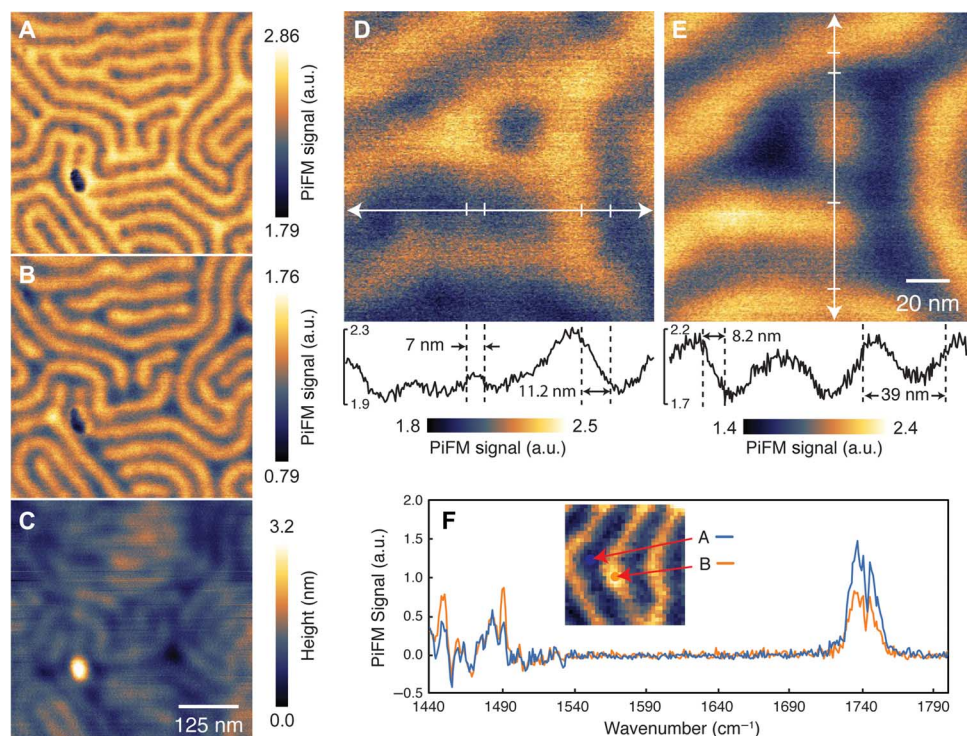 A
2.86
PiFM signal (a.u.)
1.79
B
1.76
PiFM signal (a.u.)
0.79
C
3.2
Height (nm)
0.0
125 nm
D
2.3
7 nm
11.2 nm
1.9
1.8
2.5
PiFM signal (a.u.)
E
20 nm
2.2
8.2 nm
39 nm
1.7
1.4
2.4
PiFM signal (a.u.)
F
A
B
2.0
1.5
1.0
0.5
0.0
−0.5
PiFM Signal (a.u.)
1440 1490 1540 1590 1640 1690 1740 1790
Wavenumber (cm⁻¹)